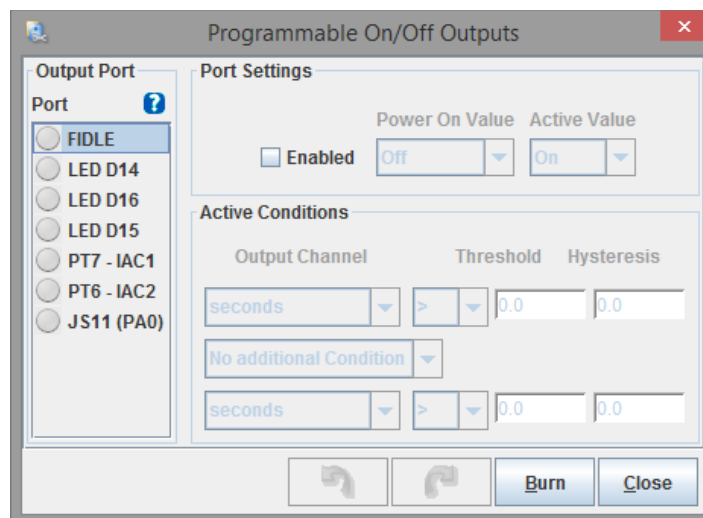 Programmable On/Off Outputs
Output Port
Port
?
FIDLE
LED D14
LED D16
LED D15
PT7 - IAC1
PT6 - IAC2
JS11 (PA0)
Port Settings
Power On Value Active Value
Enabled Off On
Active Conditions
Output Channel Threshold Hysteresis
seconds > 0.0 0.0
No additional Condition
seconds > 0.0 0.0
Burn Close